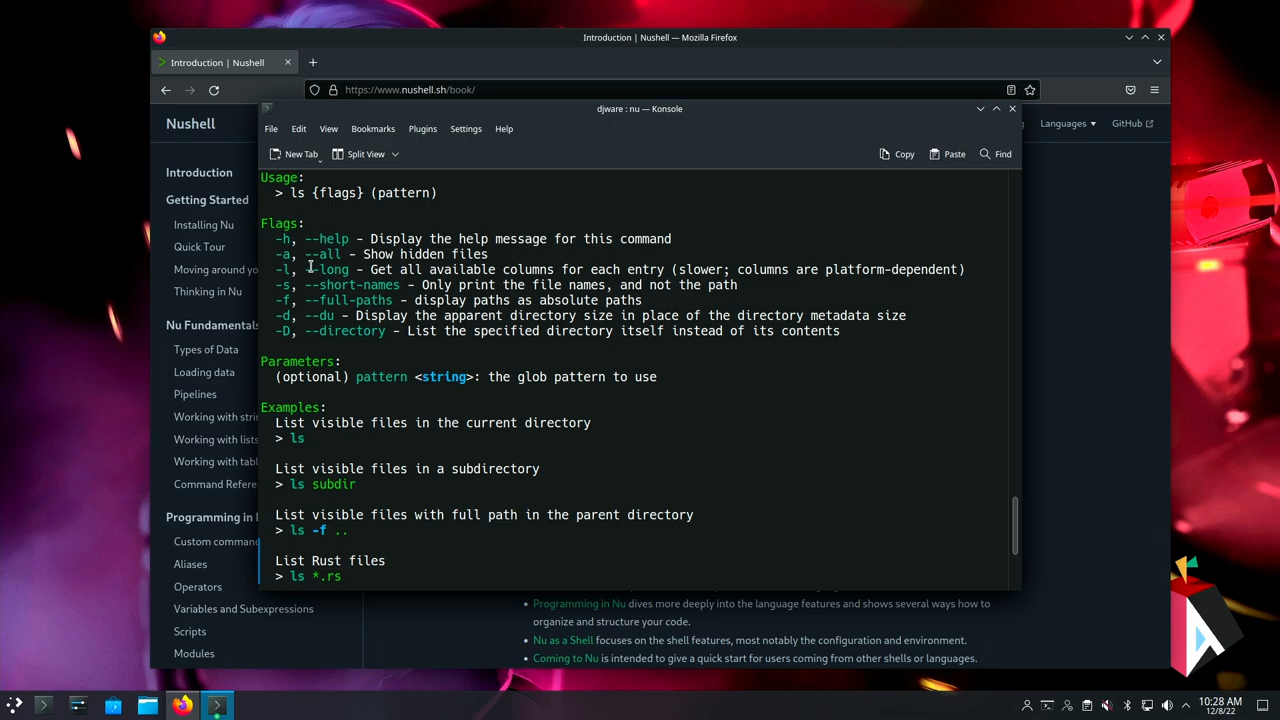 Introduction | Nushell — Mozilla Firefox
Introduction | Nushell
https://www.nushell.sh/book/
Nushell
Languages
GitHub
djware : nu — Konsole
File Edit View Bookmarks Plugins Settings Help
New Tab Split View Copy Paste Find
Introduction
Getting Started
Installing Nu
Quick Tour
Moving around
Thinking in Nu
Nu Fundamentals
Types of Data
Loading data
Pipelines
Working with
Working with lists
Working with
Command
Programming in
Custom
Aliases
Operators
Variables and Subexpressions
Scripts
Modules
Usage:
> ls {flags} (pattern)
Flags:
-h, --help - Display the help message for this command
-a, --all - Show hidden files
-l, --long - Get all available columns for each entry (slower; columns are platform-dependent)
-s, --short-names - Only print the file names, and not the path
-f, --full-paths - display paths as absolute paths
-d, --du - Display the apparent directory size in place of the directory metadata size
-D, --directory - List the specified directory itself instead of its contents
Parameters:
(optional) pattern <string>: the glob pattern to use
Examples:
List visible files in the current directory
> ls
List visible files in a subdirectory
> ls subdir
List visible files with full path in the parent directory
> ls -f ..
List Rust files
> ls *.rs
Programming in Nu dives more deeply into the language features and shows several ways how to
organize and structure your code.
Nu as a Shell focuses on the shell features, most notably the configuration and environment.
Coming to Nu is intended to give a quick start for users coming from other shells or languages.
10:28 AM
12/8/22